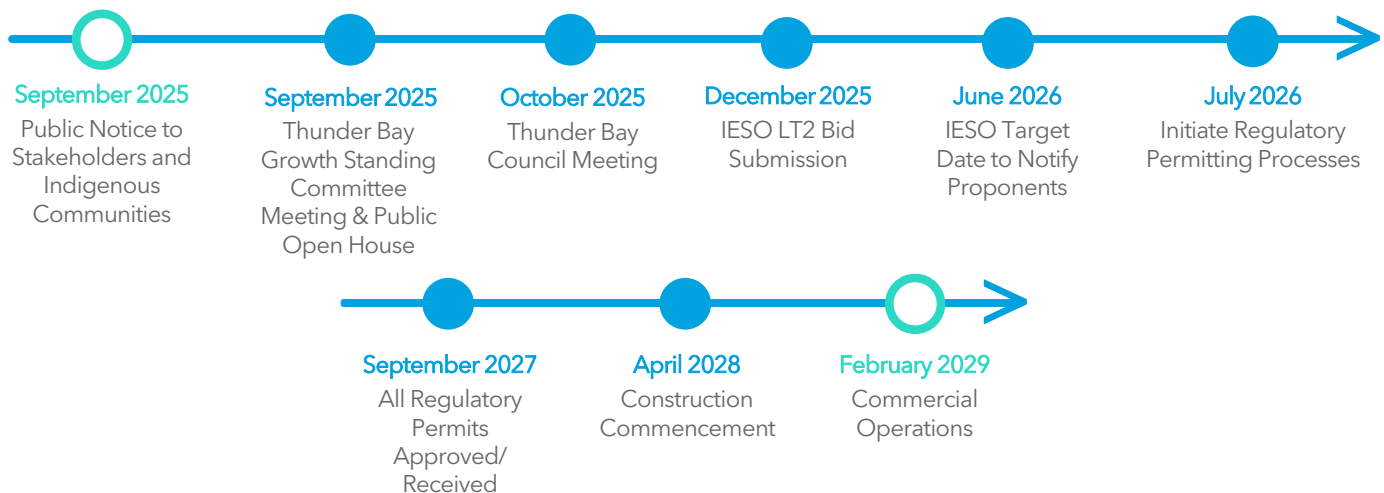 September 2025
Public Notice to
Stakeholders and
Indigenous
Communities
September 2025
Thunder Bay
Growth Standing
Committee
Meeting & Public
Open House
October 2025
Thunder Bay
Council Meeting
December 2025
IESO LT2 Bid
Submission
June 2026
IESO Target
Date to Notify
Proponents
July 2026
Initiate Regulatory
Permitting Processes
September 2027
All Regulatory
Permits
Approved/
Received
April 2028
Construction
Commencement
February 2029
Commercial
Operations